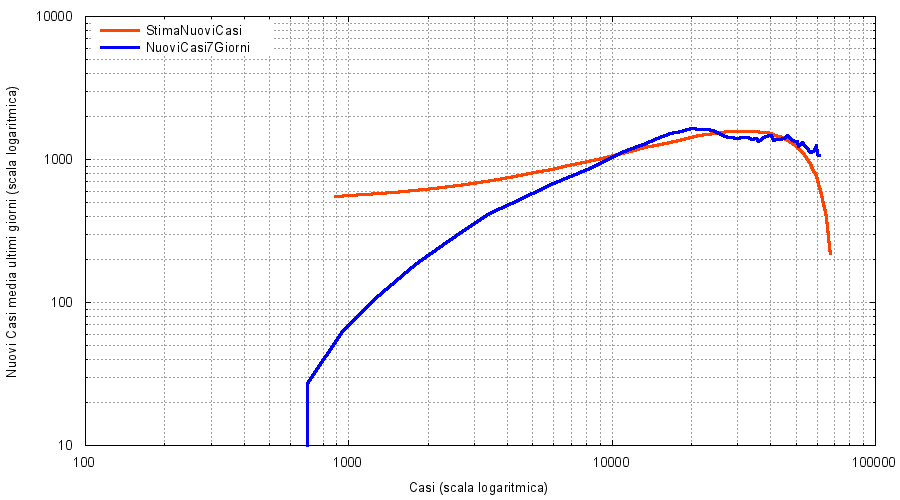 10000
StimaNuoviCasi
NuoviCasi7Giorni
1000
100
10
Nuovi Casi media ultimi giorni (scala logaritmica)
100
1000
10000
100000
Casi (scala logaritmica)